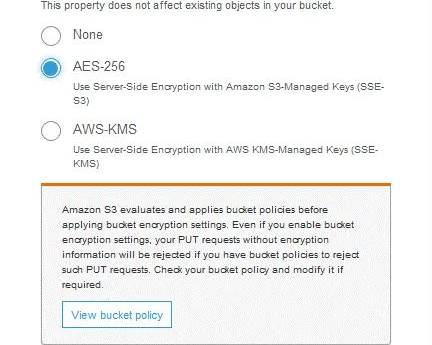 This property does not affect existing objects in your bucket.
None
AES-256
Use Server-Side Encryption with Amazon S3-Managed Keys (SSE-
S3)
AWS-KMS
Use Server-Side Encryption with AWS KMS-Managed Keys (SSE-
KMS)
Amazon S3 evaluates and applies bucket policies before
applying bucket encryption settings. Even if you enable bucket
encryption settings, your PUT requests without encryption
information will be rejected if you have bucket policies to reject
such PUT requests. Check your bucket policy and modify it if
required.
View bucket policy